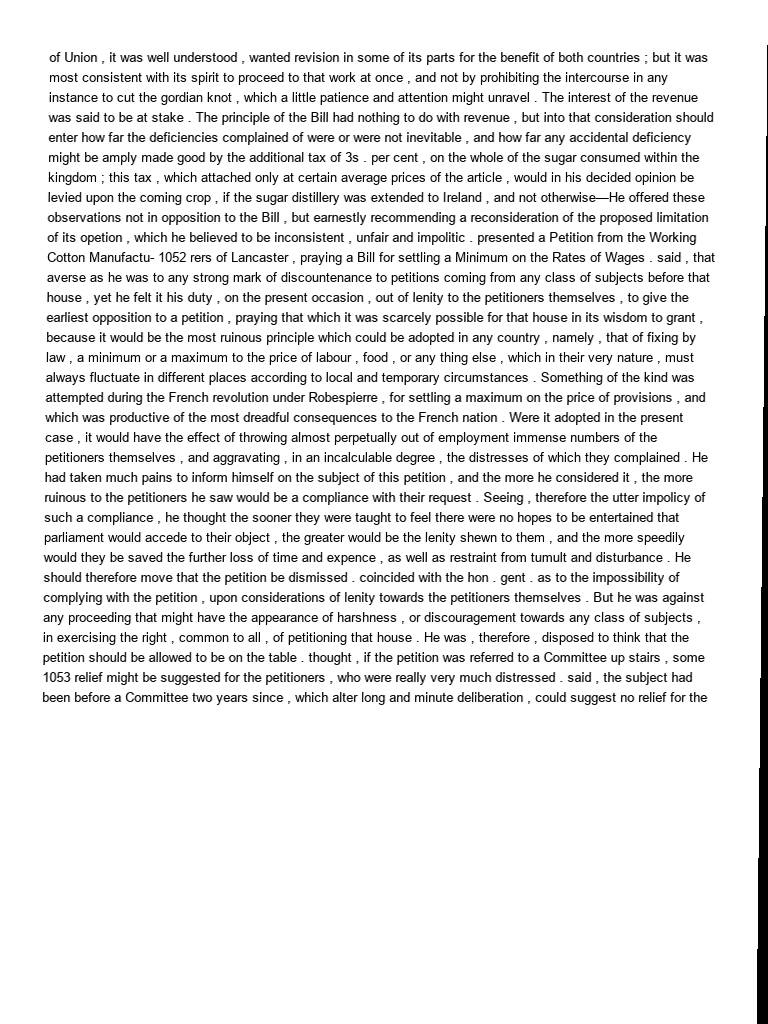 of Union , it was well understood , wanted revision in some of its parts for the benefit of both countries ; but it was
most consistent with its spirit to proceed to that work at once , and not by prohibiting the intercourse in any
instance to cut the gordian knot , which a little patience and attention might unravel . The interest of the revenue
was said to be at stake . The principle of the Bill had nothing to do with revenue , but into that consideration should
enter how far the deficiencies complained of were or were not inevitable , and how far any accidental deficiency
might be amply made good by the additional tax of 3s . per cent , on the whole of the sugar consumed within the
kingdom ; this tax , which attached only at certain average prices of the article , would in his decided opinion be
levied upon the coming crop , if the sugar distillery was extended to Ireland , and not otherwise—He offered these
observations not in opposition to the Bill , but earnestly recommending a reconsideration of the proposed limitation
of its opetion , which he believed to be inconsistent , unfair and impolitic . presented a Petition from the Working
Cotton Manufactu- 1052 rers of Lancaster , praying a Bill for settling a Minimum on the Rates of Wages . said , that
averse as he was to any strong mark of discountenance to petitions coming from any class of subjects before that
house , yet he felt it his duty , on the present occasion , out of lenity to the petitioners themselves , to give the
earliest opposition to a petition , praying that which it was scarcely possible for that house in its wisdom to grant ,
because it would be the most ruinous principle which could be adopted in any country , namely , that of fixing by
law , a minimum or a maximum to the price of labour , food , or any thing else , which in their very nature , must
always fluctuate in different places according to local and temporary circumstances . Something of the kind was
attempted during the French revolution under Robespierre , for settling a maximum on the price of provisions , and
which was productive of the most dreadful consequences to the French nation . Were it adopted in the present
case , it would have the effect of throwing almost perpetually out of employment immense numbers of the
petitioners themselves , and aggravating , in an incalculable degree , the distresses of which they complained . He
had taken much pains to inform himself on the subject of this petition , and the more he considered it , the more
ruinous to the petitioners he saw would be a compliance with their request . Seeing , therefore the utter impolicy of
such a compliance , he thought the sooner they were taught to feel there were no hopes to be entertained that
parliament would accede to their object , the greater would be the lenity shewn to them , and the more speedily
would they be saved the further loss of time and expence , as well as restraint from tumult and disturbance . He
should therefore move that the petition be dismissed . coincided with the hon . gent . as to the impossibility of
complying with the petition , upon considerations of lenity towards the petitioners themselves . But he was against
any proceeding that might have the appearance of harshness , or discouragement towards any class of subjects ,
in exercising the right , common to all , of petitioning that house . He was , therefore , disposed to think that the
petition should be allowed to be on the table . thought , if the petition was referred to a Committee up stairs , some
1053 relief might be suggested for the petitioners , who were really very much distressed . said , the subject had
been before a Committee two years since , which alter long and minute deliberation , could suggest no relief for the